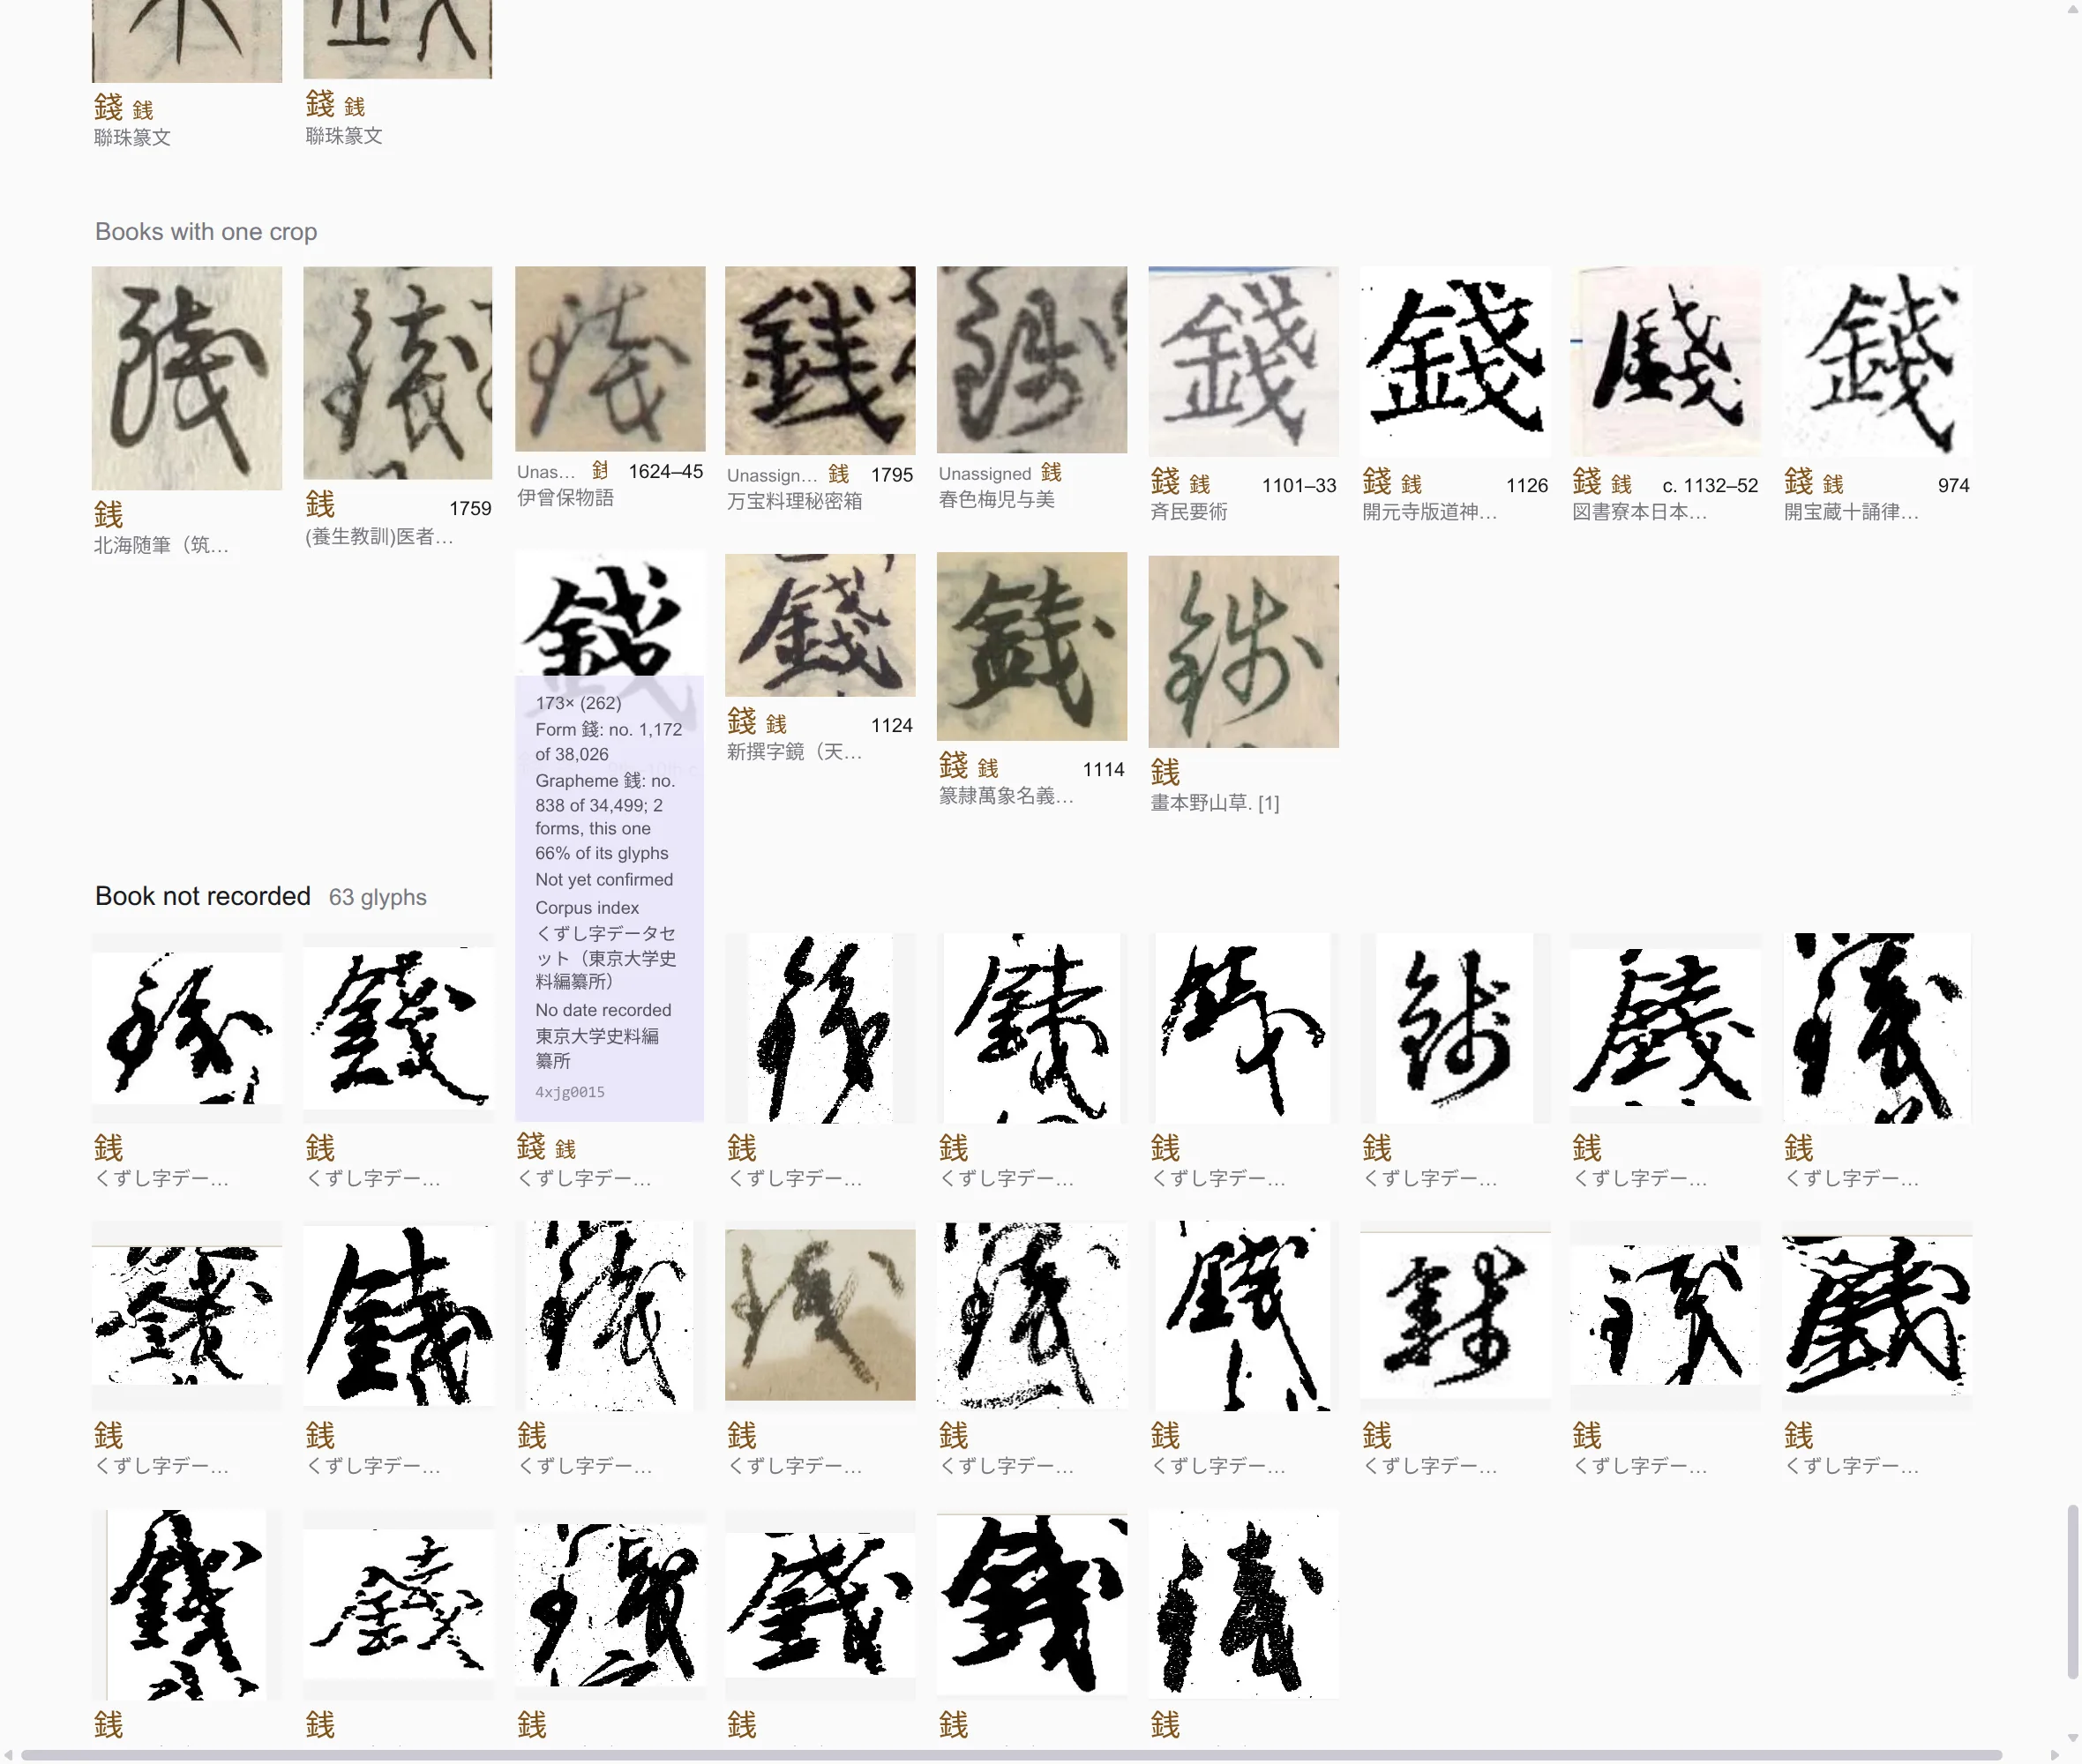 錢 銭
聯珠篆文
錢 銭
聯珠篆文
Books with one crop
銭
北海随筆（筑…
銭 1759
(養生教訓)医者…
Unas… 銭 1624–45
伊曾保物語
Unassign… 銭 1795
万宝料理秘密箱
Unassigned 銭
春色梅児与美
錢 銭 1101–33
斉民要術
錢 銭 1126
開元寺版道神…
錢 銭 c. 1132–52
図書寮本日本…
錢 銭 974
開宝蔵十誦律…
錢 銭 1124
新撰字鏡（天…
錢 銭 1114
篆隷萬象名義…
銭
畫本野山草. [1]
173× (262)
Form 錢: no. 1,172
of 38,026
Grapheme 銭: no.
838 of 34,499; 2
forms, this one
66% of its glyphs
Not yet confirmed
Corpus index
くずし字データセ
ット（東京大学史
料編纂所）
No date recorded
東京大学史料編
纂所
4xjg0015
Book not recorded 63 glyphs
銭
くずし字デー…
銭
くずし字デー…
錢 銭
くずし字デー…
銭
くずし字デー…
銭
くずし字デー…
銭
くずし字デー…
銭
くずし字デー…
銭
くずし字デー…
銭
くずし字デー…
銭
くずし字デー…
銭
くずし字デー…
銭
くずし字デー…
銭
くずし字デー…
銭
くずし字デー…
銭
くずし字デー…
銭
くずし字デー…
銭
くずし字デー…
銭
くずし字デー…
銭
銭
銭
銭
銭
銭